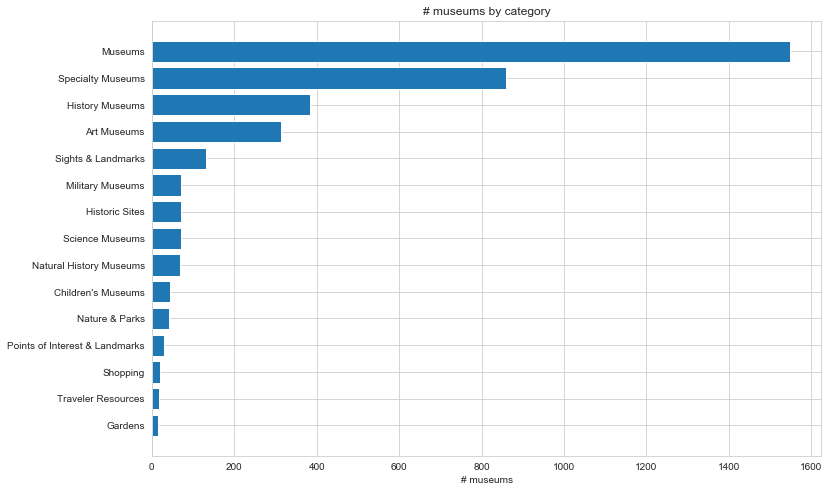 # museums by category
Museums
Specialty Museums
History Museums
Art Museums
Sights & Landmarks
Military Museums
Historic Sites
Science Museums
Natural History Museums
Children's Museums
Nature & Parks
Points of Interest & Landmarks
Shopping
Traveler Resources
Gardens
0 200 400 600 800 1000 1200 1400 1600
# museums